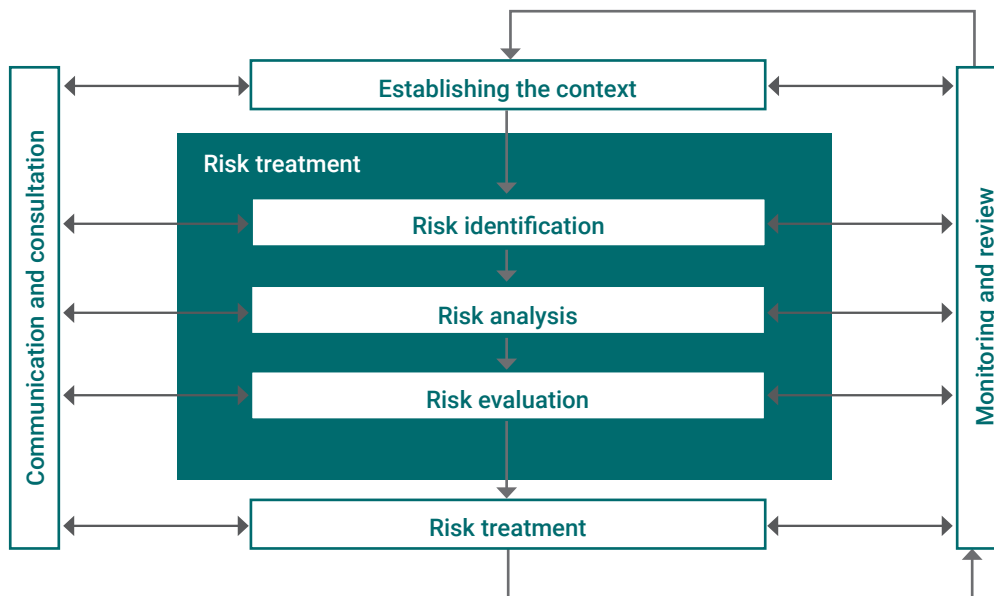 Establishing the context
Communication and consultation
Risk treatment
Risk identification
Risk analysis
Risk evaluation
Risk treatment
Monitoring and review